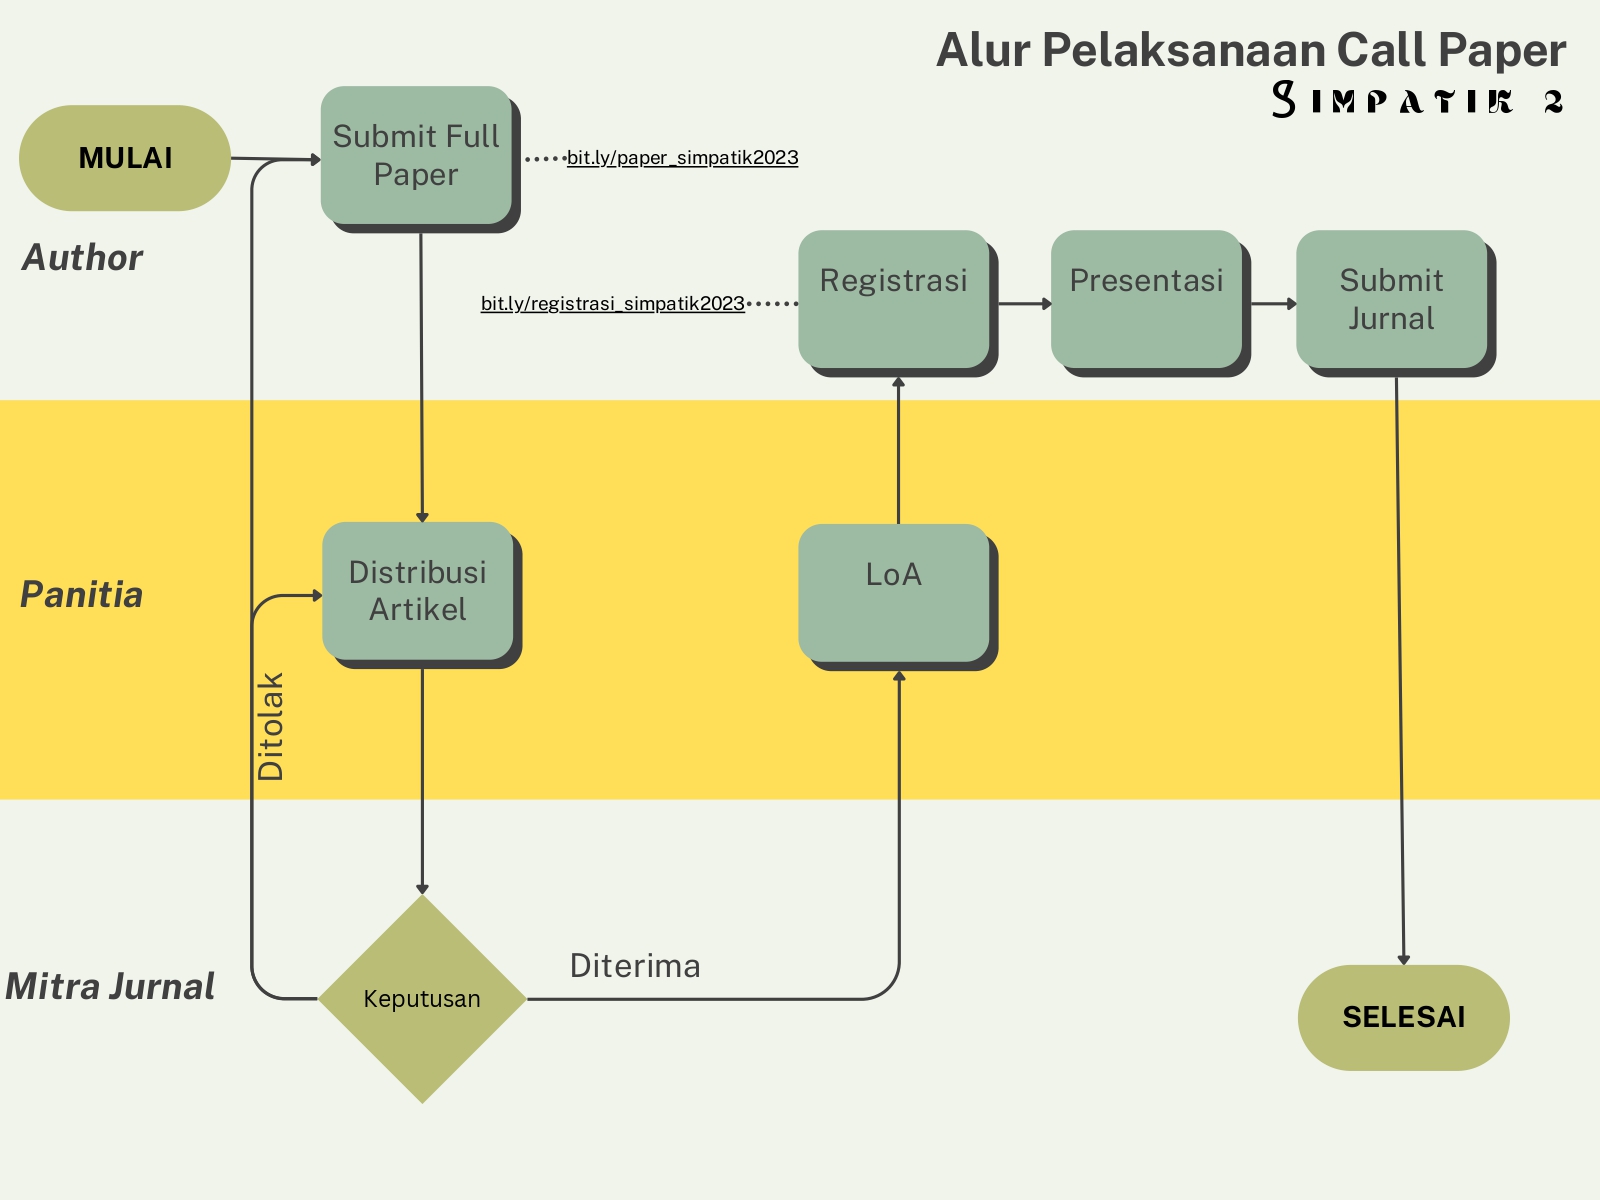 Alur Pelaksanaan Call Paper
SIMPATIK 2
MULAI
Submit Full
Paper
bit.ly/paper_simpatik2023
Author
bit.ly/registrasi_simpatik2023
Registrasi
Presentasi
Submit
Jurnal
Panitia
Distribusi
Artikel
LoA
Ditolak
Mitra Jurnal
Keputusan
Diterima
SELESAI